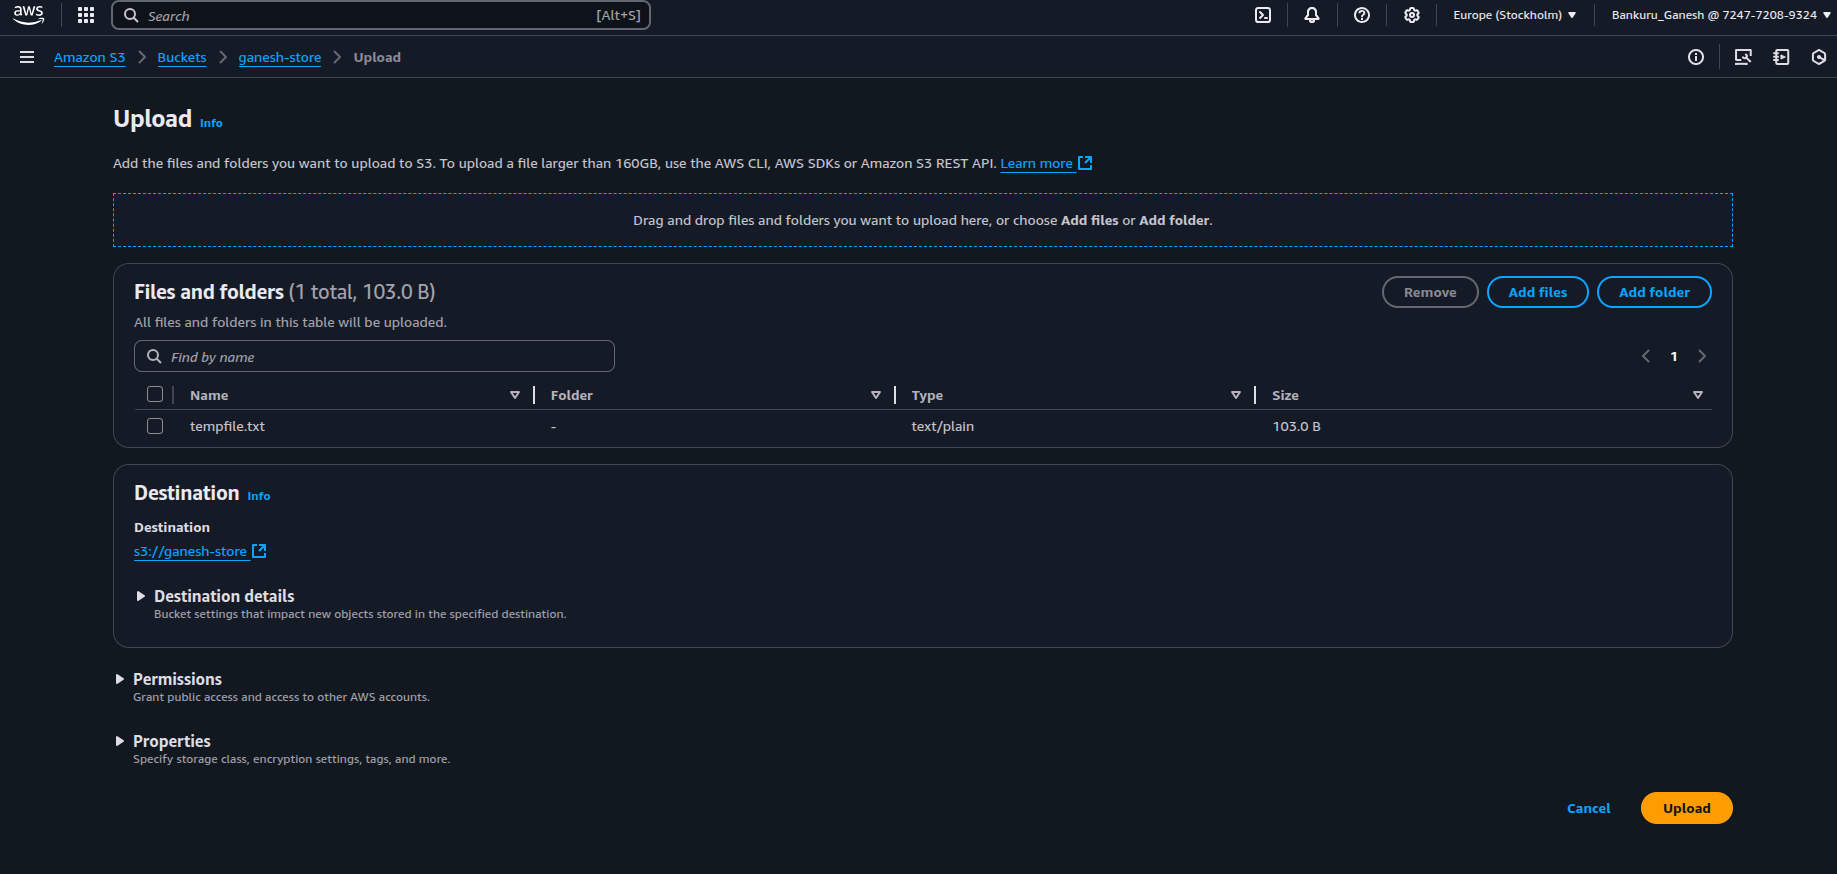 aws Search [Alt+S] Europe (Stockholm) Bankuru_Ganesh @ 7247-7208-9324
Amazon S3 Buckets ganesh-store Upload
Upload Info
Add the files and folders you want to upload to S3. To upload a file larger than 160GB, use the AWS CLI, AWS SDKs or Amazon S3 REST API. Learn more
Drag and drop files and folders you want to upload here, or choose Add files or Add folder.
Files and folders (1 total, 103.0 B) Remove Add files Add folder
All files and folders in this table will be uploaded.
Find by name 1
Name Folder Type Size
tempfile.txt - text/plain 103.0 B
Destination Info
Destination
s3://ganesh-store
Destination details
Bucket settings that impact new objects stored in the specified destination.
Permissions
Grant public access and access to other AWS accounts.
Properties
Specify storage class, encryption settings, tags, and more.
Cancel Upload